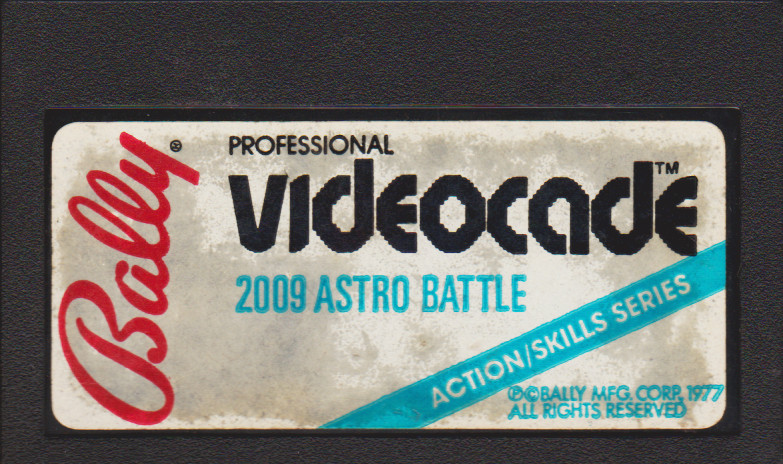 Bally®
PROFESSIONAL
VIDEOCADE™
2009 ASTRO BATTLE
ACTION/SKILLS SERIES
℗©BALLY MFG. CORP. 1977
ALL RIGHTS RESERVED